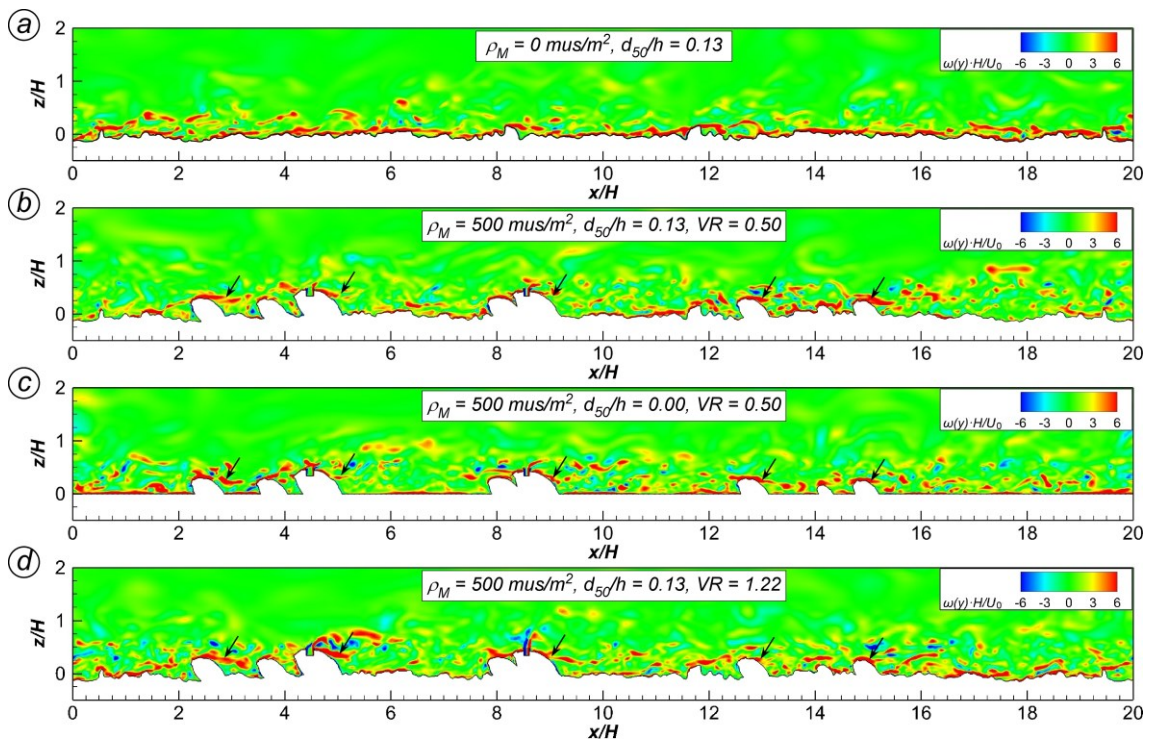 a
ρM = 0 mus/m², d50/h = 0.13
ω(y)·H/U0 -6 -3 0 3 6
z/H
2
1
0
0 2 4 6 8 10 12 14 16 18 20
x/H
b
ρM = 500 mus/m², d50/h = 0.13, VR = 0.50
ω(y)·H/U0 -6 -3 0 3 6
z/H
2
1
0
0 2 4 6 8 10 12 14 16 18 20
x/H
c
ρM = 500 mus/m², d50/h = 0.00, VR = 0.50
ω(y)·H/U0 -6 -3 0 3 6
z/H
2
1
0
0 2 4 6 8 10 12 14 16 18 20
x/H
d
ρM = 500 mus/m², d50/h = 0.13, VR = 1.22
ω(y)·H/U0 -6 -3 0 3 6
z/H
2
1
0
0 2 4 6 8 10 12 14 16 18 20
x/H